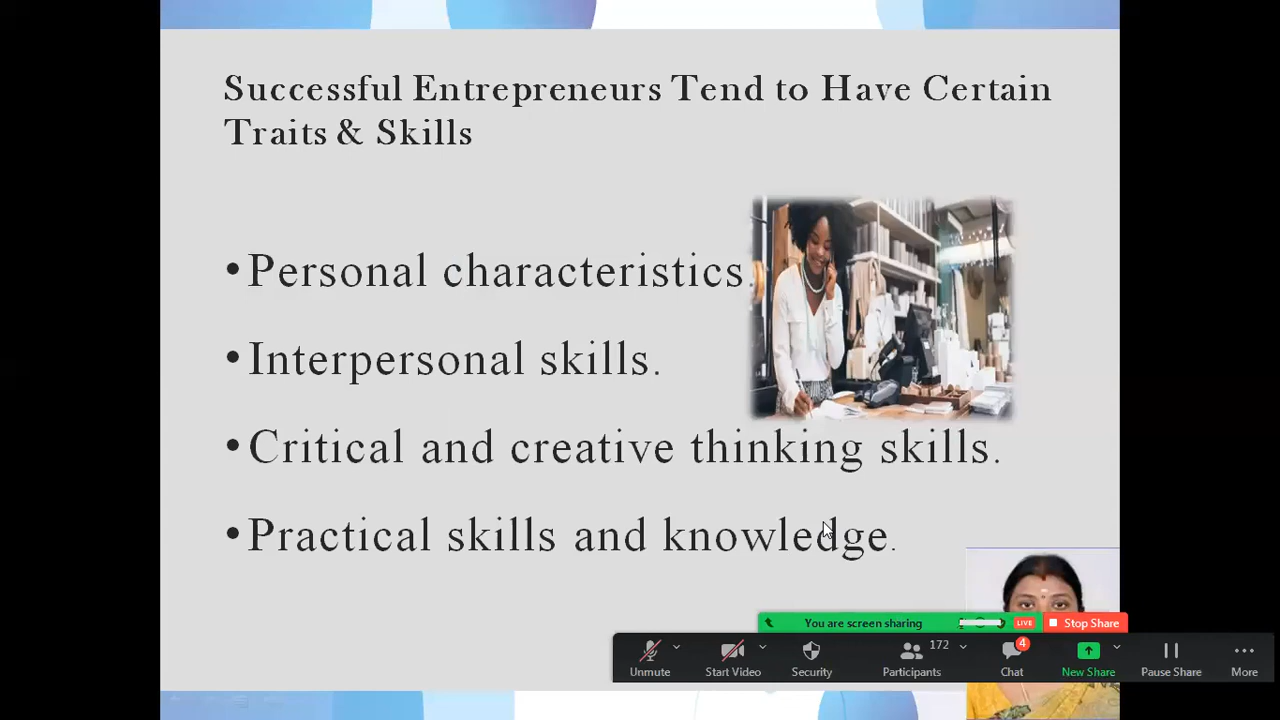 Successful Entrepreneurs Tend to Have Certain
Traits & Skills
•Personal characteristics.
•Interpersonal skills.
•Critical and creative thinking skills.
•Practical skills and knowledge.
You are screen sharing
LIVE
Stop Share
Unmute
Start Video
Security
Participants
172
Chat
4
New Share
Pause Share
More